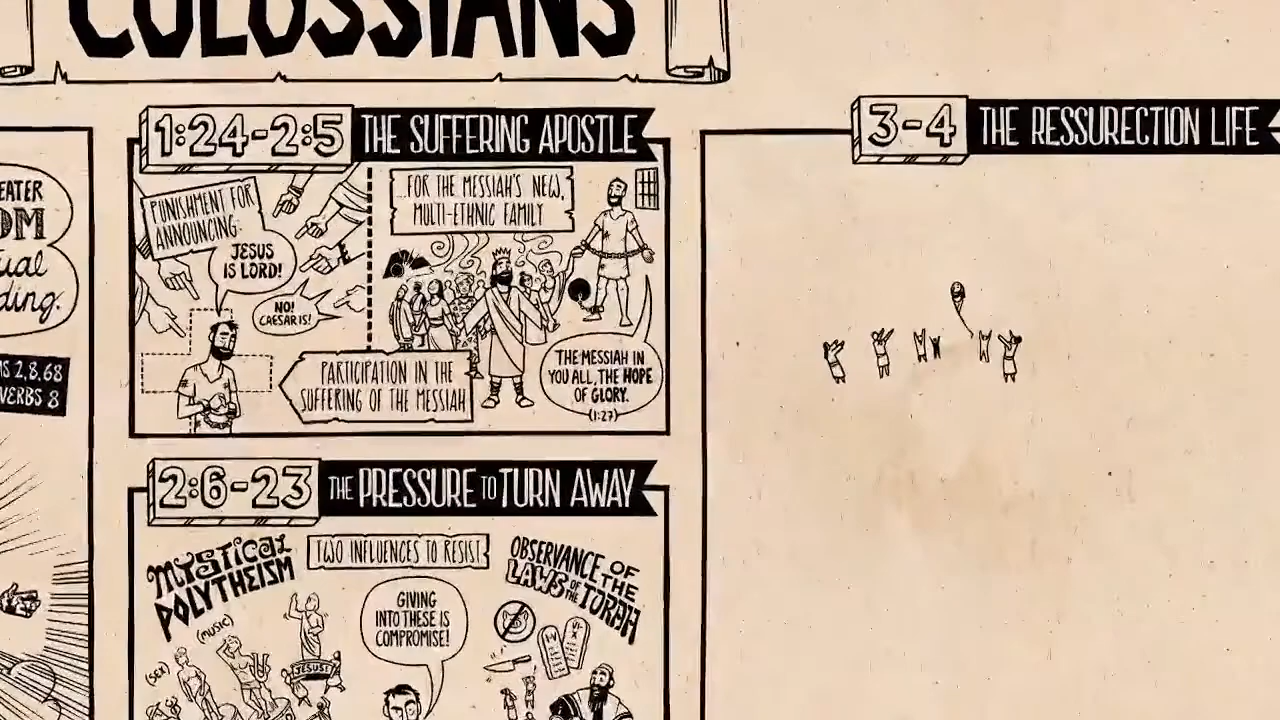 COLOSSIANS
EATER
OM
ual
ding.
MS 2,8.68
VERBS 8
1:24-2:5 THE SUFFERING APOSTLE
PUNISHMENT FOR
ANNOUNCING:
JESUS
IS LORD!
NO!
CAESAR IS!
...FOR THE MESSIAH'S NEW,
MULTI-ETHNIC FAMILY
PARTICIPATION IN THE
SUFFERING OF THE MESSIAH
THE MESSIAH IN
YOU ALL, THE HOPE
OF GLORY.
(1:27)
2:6-23 THE PRESSURE TO TURN AWAY
MYSTICAL
POLYTHEISM
TWO INFLUENCES TO RESIST
OBSERVANCE OF
LAWS OF THE TORAH
THE
GIVING
INTO THESE IS
COMPROMISE!
(MUSIC)
(SEX)
JESUS!
3-4 THE RESSURECTION LIFE